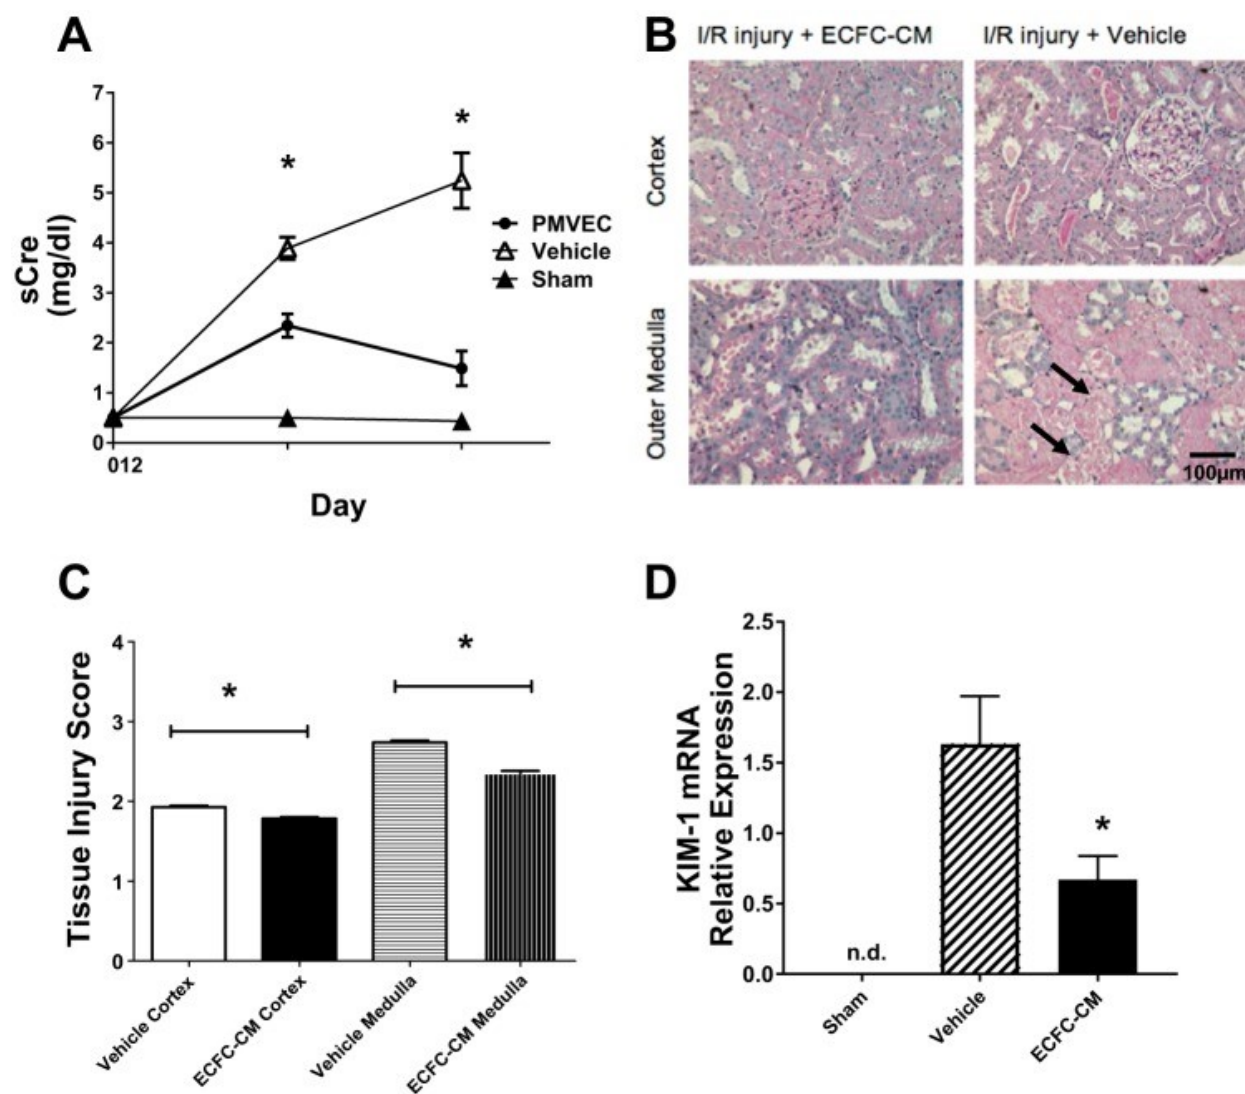 A
7
6
5
4
3
2
1
0
sCre
(mg/dl)
*
*
PMVEC
Vehicle
Sham
012
Day
B
I/R injury + ECFC-CM
I/R injury + Vehicle
Cortex
Outer Medulla
100μm
C
4
3
2
1
0
Tissue Injury Score
*
*
Vehicle Cortex
ECFC-CM Cortex
Vehicle Medulla
ECFC-CM Medulla
D
2.5
2.0
1.5
1.0
0.5
0.0
KIM-1 mRNA
Relative Expression
n.d.
*
Sham
Vehicle
ECFC-CM